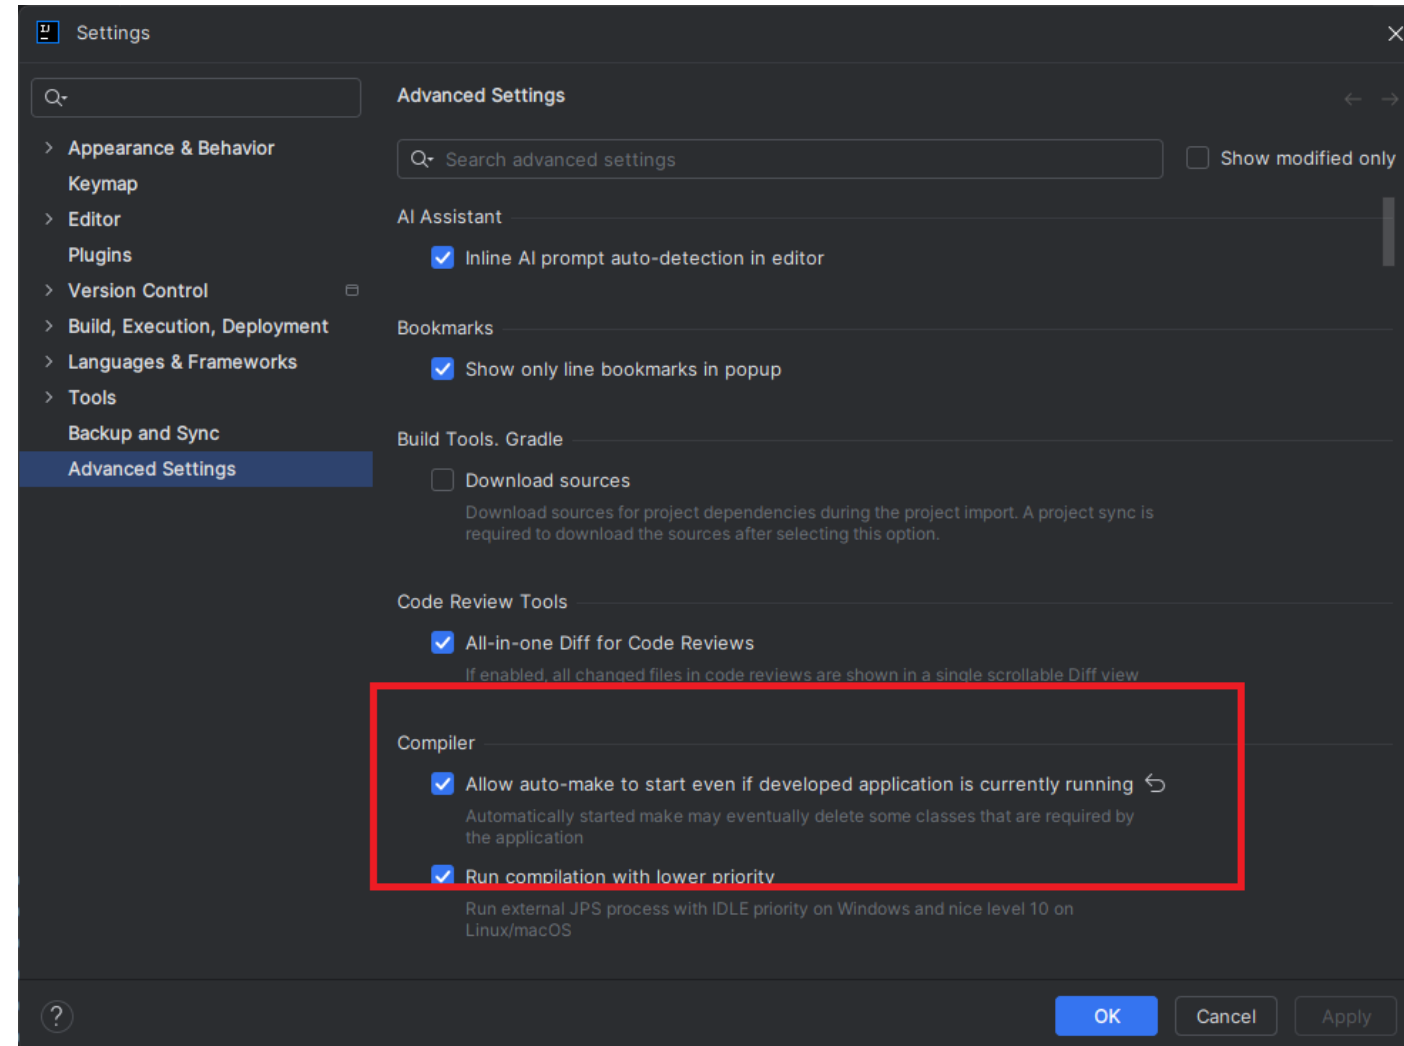 Settings
Advanced Settings
Appearance & Behavior
Keymap
Editor
Plugins
Version Control
Build, Execution, Deployment
Languages & Frameworks
Tools
Backup and Sync
Advanced Settings
Search advanced settings
Show modified only
AI Assistant
Inline AI prompt auto-detection in editor
Bookmarks
Show only line bookmarks in popup
Build Tools. Gradle
Download sources
Download sources for project dependencies during the project import. A project sync is
required to download the sources after selecting this option.
Code Review Tools
All-in-one Diff for Code Reviews
If enabled, all changed files in code reviews are shown in a single scrollable Diff view
Compiler
Allow auto-make to start even if developed application is currently running
Automatically started make may eventually delete some classes that are required by
the application
Run compilation with lower priority
Run external JPS process with IDLE priority on Windows and nice level 10 on
Linux/macOS
?
OK
Cancel
Apply